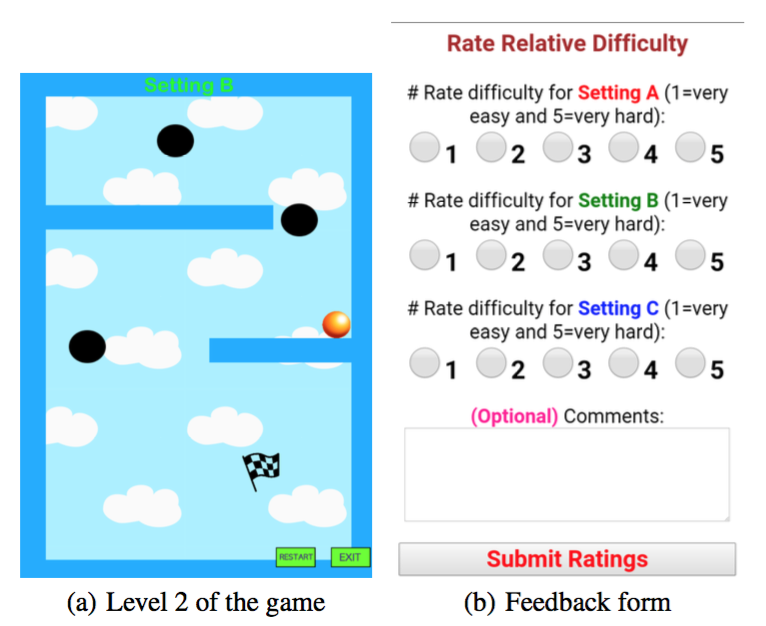 Setting B
RESTART
EXIT
(a) Level 2 of the game
Rate Relative Difficulty
# Rate difficulty for Setting A (1=very
easy and 5=very hard):
1 2 3 4 5
# Rate difficulty for Setting B (1=very
easy and 5=very hard):
1 2 3 4 5
# Rate difficulty for Setting C (1=very
easy and 5=very hard):
1 2 3 4 5
(Optional) Comments:
Submit Ratings
(b) Feedback form